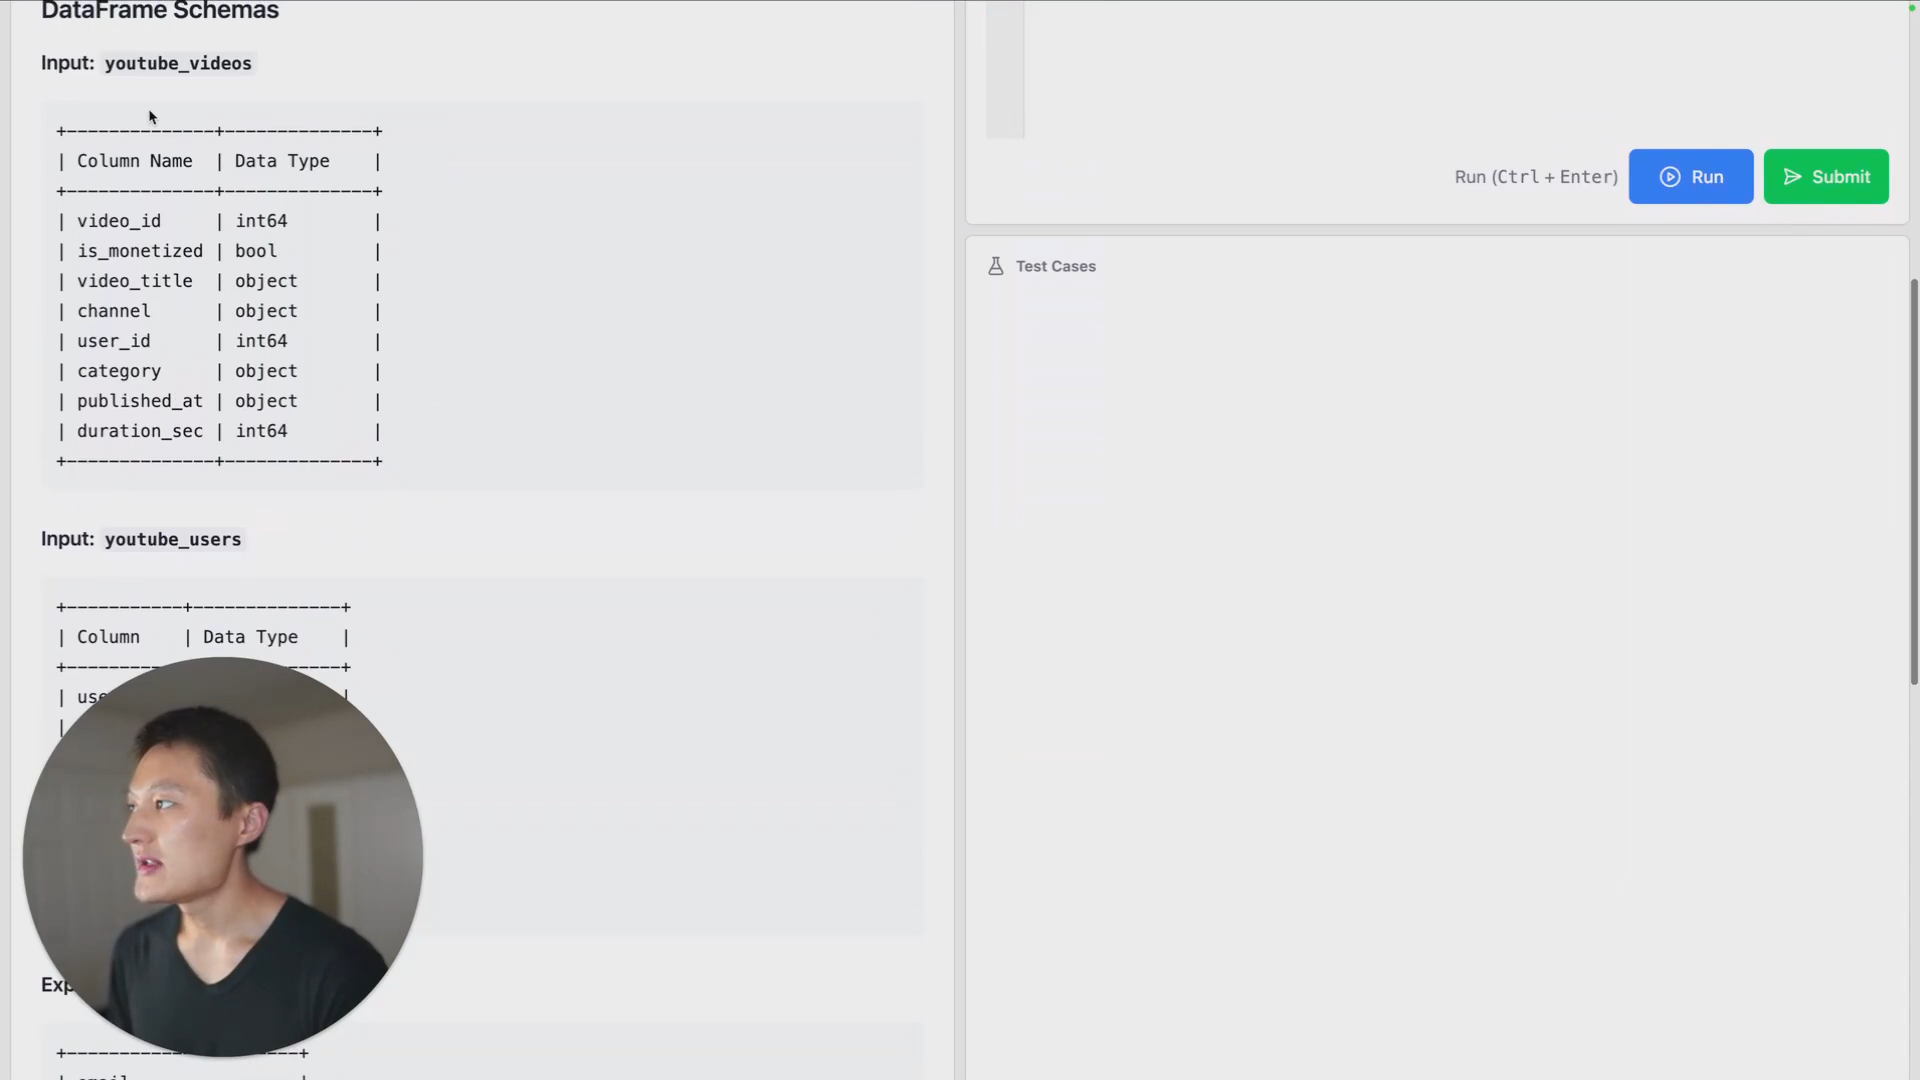 DataFrame Schemas
Input: youtube_videos
+--------------+--------------+
| Column Name  | Data Type    |
+--------------+--------------+
| video_id     | int64        |
| is_monetized | bool         |
| video_title  | object       |
| channel      | object       |
| user_id      | int64        |
| category     | object       |
| published_at | object       |
| duration_sec | int64        |
+--------------+--------------+
Input: youtube_users
+-----------+--------------+
| Column    | Data Type    |
Run (Ctrl + Enter)
Run
Submit
Test Cases